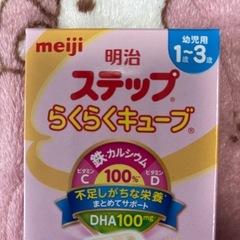 meiji
明治
幼児用
1歳~3歳
ステップ®
らくらくキューブ®
鉄 カルシウム
ビタミンC 100% ビタミンD
不足しがちな栄養
まとめてサポート
DHA100mg